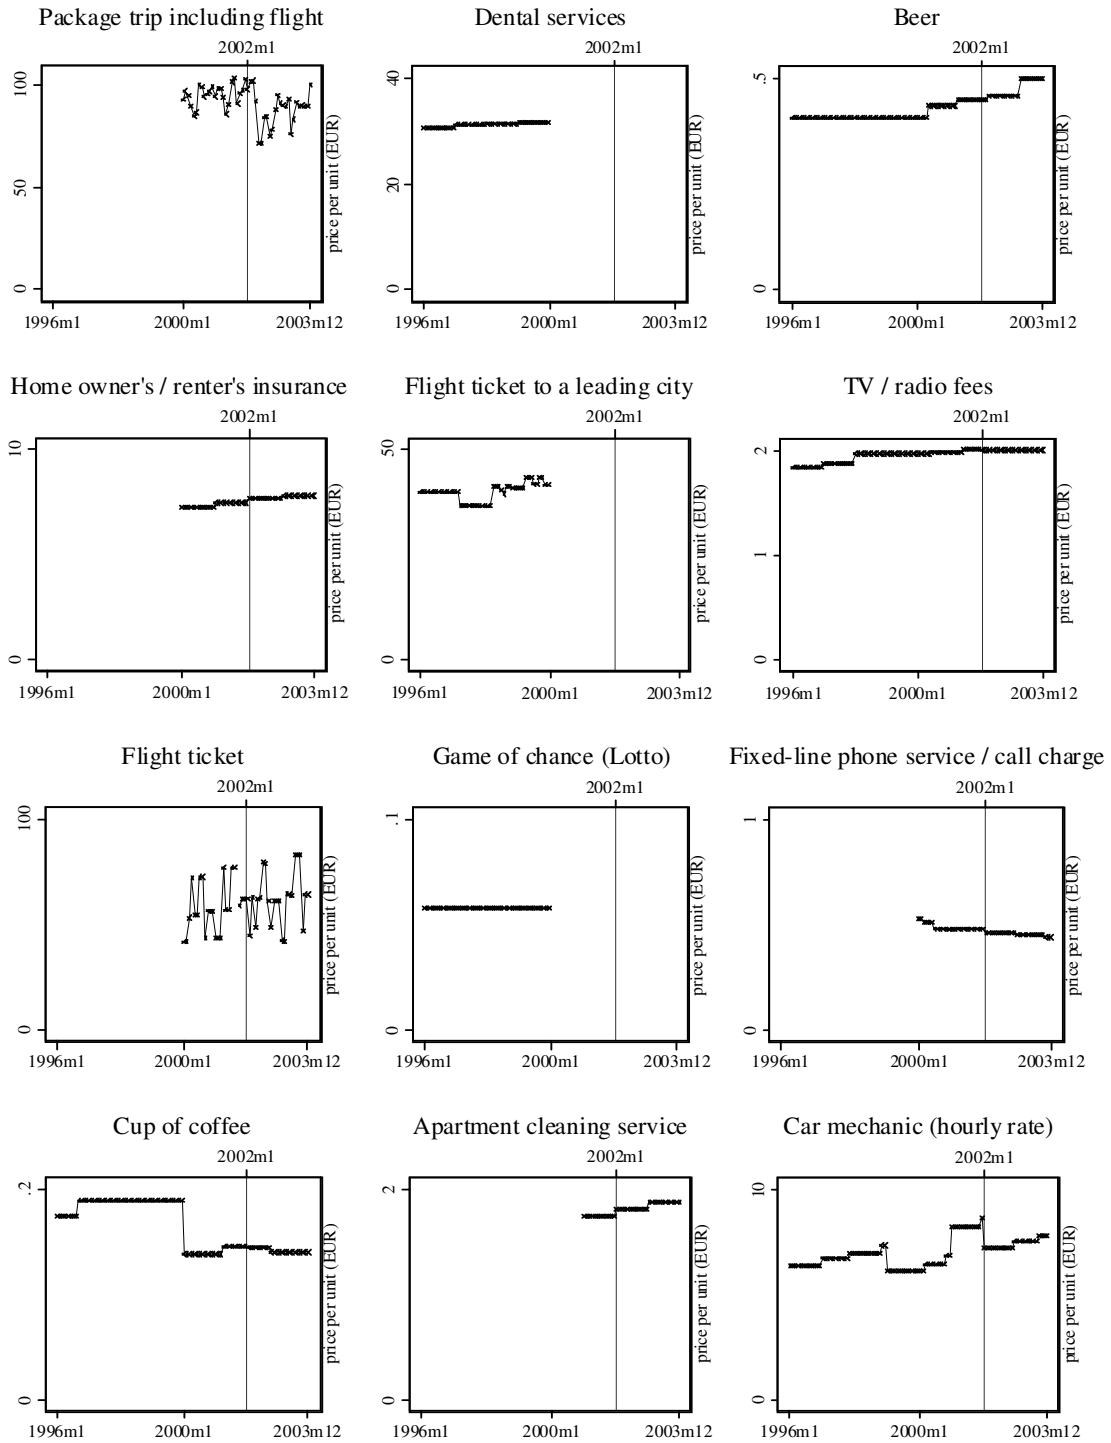 Package trip including flight
2002m1
100
50
0
price per unit (EUR)
1996m1 2000m1 2003m12
Dental services
2002m1
40
20
0
price per unit (EUR)
1996m1 2000m1 2003m12
Beer
2002m1
.5
0
price per unit (EUR)
1996m1 2000m1 2003m12
Home owner's / renter's insurance
2002m1
10
0
price per unit (EUR)
1996m1 2000m1 2003m12
Flight ticket to a leading city
2002m1
50
0
price per unit (EUR)
1996m1 2000m1 2003m12
TV / radio fees
2002m1
2
1
0
price per unit (EUR)
1996m1 2000m1 2003m12
Flight ticket
2002m1
100
0
price per unit (EUR)
1996m1 2000m1 2003m12
Game of chance (Lotto)
2002m1
.1
0
price per unit (EUR)
1996m1 2000m1 2003m12
Fixed-line phone service / call charge
2002m1
1
0
price per unit (EUR)
1996m1 2000m1 2003m12
Cup of coffee
2002m1
.2
0
price per unit (EUR)
1996m1 2000m1 2003m12
Apartment cleaning service
2002m1
.2
0
price per unit (EUR)
1996m1 2000m1 2003m12
Car mechanic (hourly rate)
2002m1
10
0
price per unit (EUR)
1996m1 2000m1 2003m12